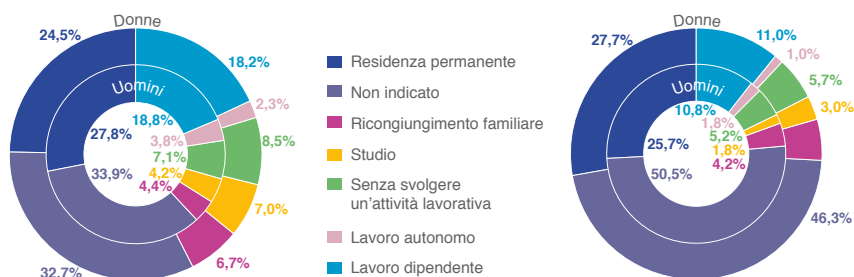 Donne
24,5%
18,2%
Uomini
18,8%
2,3%
27,8%
3,8%
7,1%
8,5%
4,2%
33,9%
4,4%
7,0%
6,7%
32,7%
Residenza permanente
Non indicato
Ricongiungimento familiare
Studio
Senza svolgere
un'attività lavorativa
Lavoro autonomo
Lavoro dipendente
Donne
27,7%
11,0%
1,0%
Uomini
5,7%
10,8%
1,8%
3,0%
5,2%
25,7%
1,8%
4,2%
50,5%
46,3%